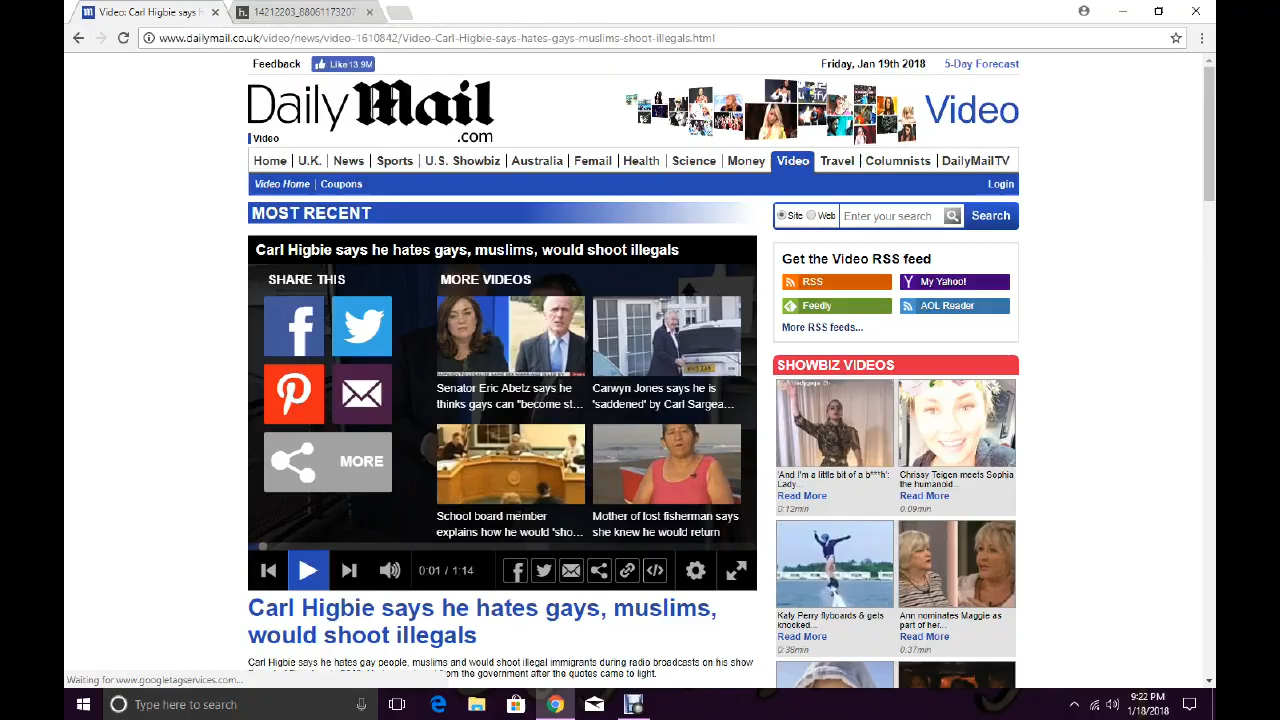 Video: Carl Higbie says h
14212203_88061173207
www.dailymail.co.uk/video/news/video-1610842/Video-Carl-Higbie-says-hates-gays-muslims-shoot-illegals.html
Feedback Like 13.9M
Friday, Jan 19th 2018 5-Day Forecast
Daily Mail
.com
Video
Video
Home U.K. News Sports U.S. Showbiz Australia Femail Health Science Money Video Travel Columnists DailyMailTV
Video Home Coupons Login
MOST RECENT
Site Web Enter your search Search
Carl Higbie says he hates gays, muslims, would shoot illegals
SHARE THIS
MORE VIDEOS
Senator Eric Abetz says he
thinks gays can "become st...
Carwyn Jones says he is
'saddened' by Carl Sargea...
MORE
School board member
explains how he would 'sho...
Mother of lost fisherman says
she knew he would return
0:01 / 1:14
Carl Higbie says he hates gays, muslims,
would shoot illegals
Carl Higbie says he hates gay people, muslims and would shoot illegal immigrants during radio broadcasts on his show
from the government after the quotes came to light.
Get the Video RSS feed
RSS
My Yahoo!
Feedly
AOL Reader
More RSS feeds...
SHOWBIZ VIDEOS
'And I'm a little bit of a b***h':
Lady...
Read More
0:12min
Chrissy Teigen meets Sophia
the humanoid...
Read More
0:09min
Katy Perry flyboards & gets
knocked...
Read More
0:38min
Ann nominates Maggie as
part of her...
Read More
0:37min
Waiting for www.googletagservices.com...
Type here to search
9:22 PM
1/18/2018